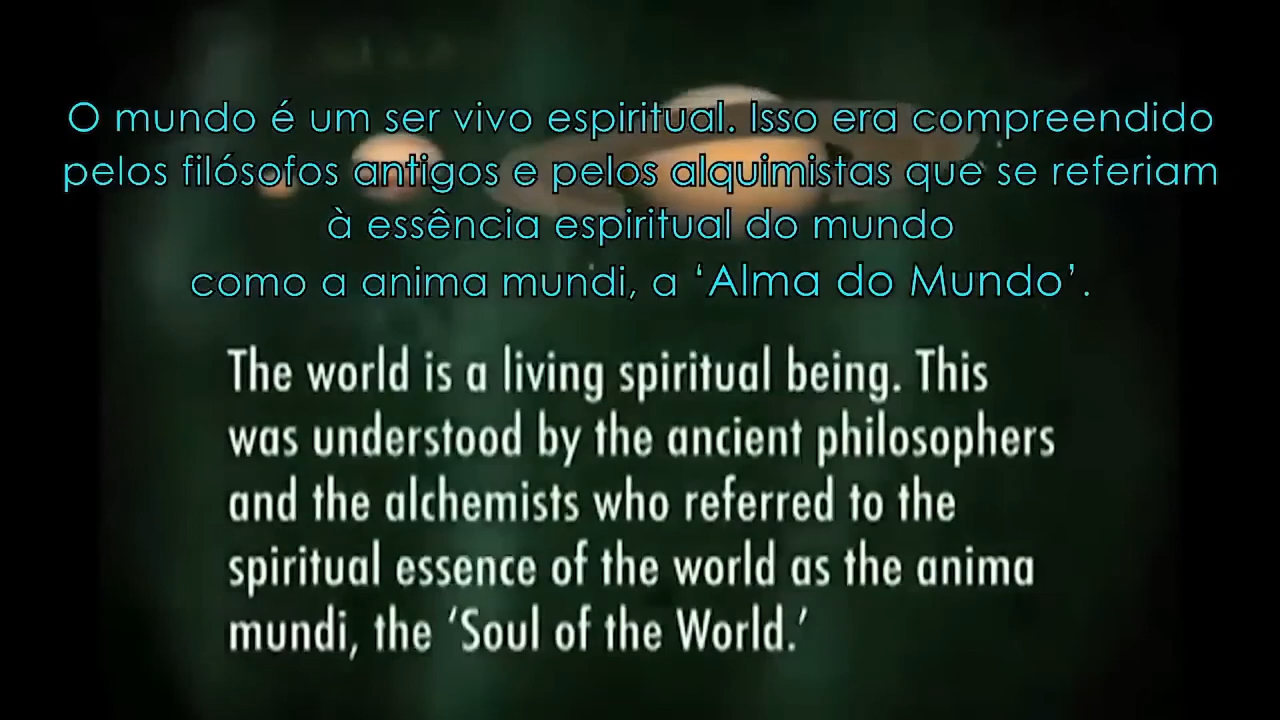 O mundo é um ser vivo espiritual. Isso era compreendido
pelos filósofos antigos e pelos alquimistas que se referiam
à essência espiritual do mundo
como a anima mundi, a ‘Alma do Mundo’.
The world is a living spiritual being. This
was understood by the ancient philosophers
and the alchemists who referred to the
spiritual essence of the world as the anima
mundi, the ‘Soul of the World.’